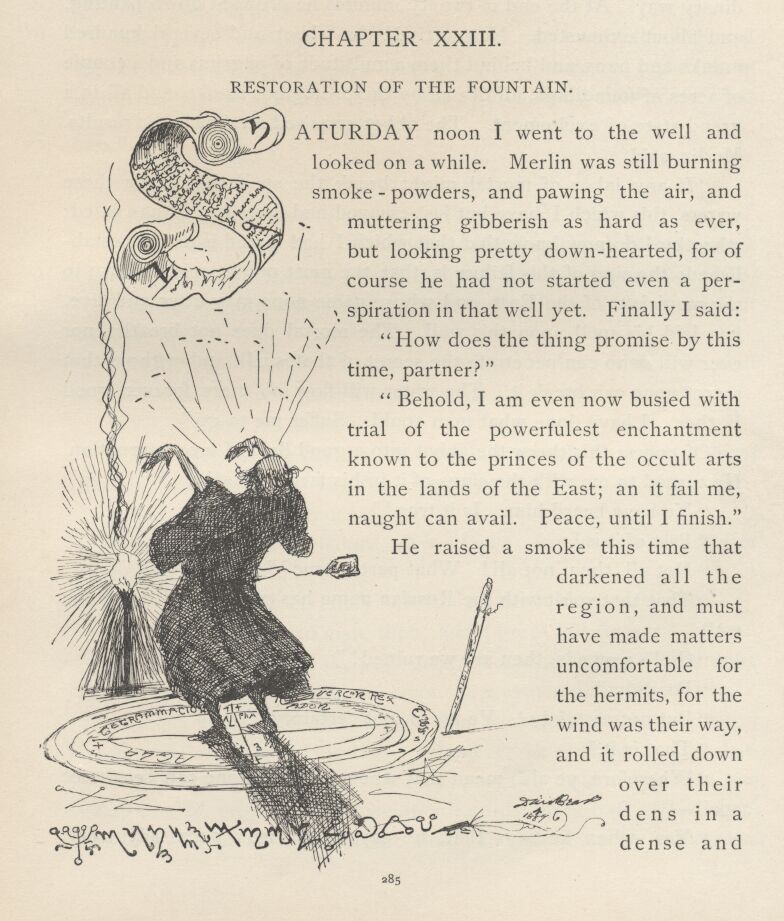 CHAPTER XXIII.
RESTORATION OF THE FOUNTAIN.
SATURDAY noon I went to the well and
looked on a while. Merlin was still burning
smoke-powders, and pawing the air, and
muttering gibberish as hard as ever,
but looking pretty down-hearted, for of
course he had not started even a per-
spiration in that well yet. Finally I said:
“How does the thing promise by this
time, partner?”
“Behold, I am even now busied with
trial of the powerfulest enchantment
known to the princes of the occult arts
in the lands of the East; an it fail me,
naught can avail. Peace, until I finish.”
He raised a smoke this time that
darkened all the
region, and must
have made matters
uncomfortable for
the hermits, for the
wind was their way,
and it rolled down
over their
dens in a
dense and
ALPHA
Dan Beard
1889
285